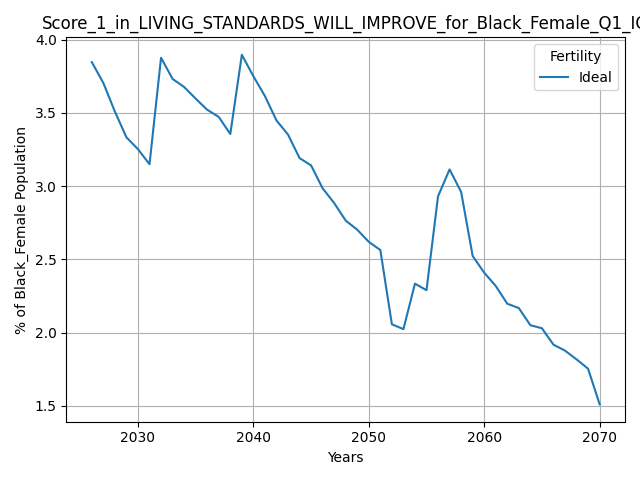 Score_1_in_LIVING_STANDARDS_WILL_IMPROVE_for_Black_Female_Q1_IQ
4.0
3.5
3.0
2.5
2.0
1.5
% of Black_Female Population
Fertility
Ideal
2030 2040 2050 2060 2070
Years